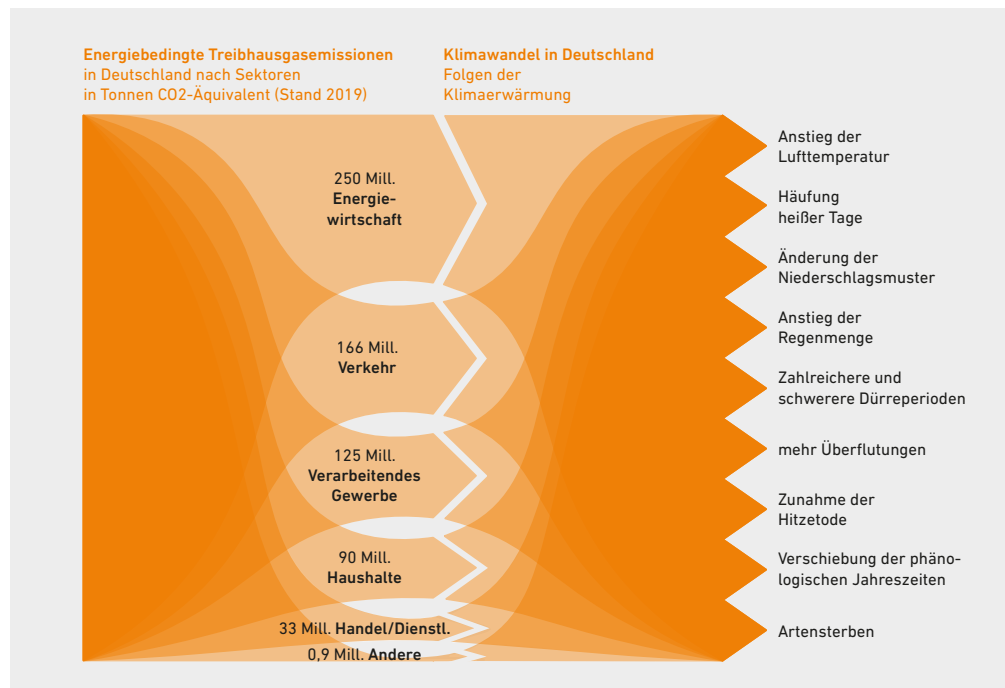 Energiebedingte Treibhausgasemissionen
in Deutschland nach Sektoren
in Tonnen CO2-Äquivalent (Stand 2019)
Klimawandel in Deutschland
Folgen der
Klimaerwärmung
250 Mill.
Energie-
wirtschaft
166 Mill.
Verkehr
125 Mill.
Verarbeitendes
Gewerbe
90 Mill.
Haushalte
33 Mill. Handel/Dienstl.
0,9 Mill. Andere
Anstieg der
Lufttemperatur
Häufung
heißer Tage
Änderung der
Niederschlagsmuster
Anstieg der
Regenmenge
Zahlreichere und
schwerere Dürreperioden
mehr Überflutungen
Zunahme der
Hitzetode
Verschiebung der phäno-
logischen Jahreszeiten
Artensterben